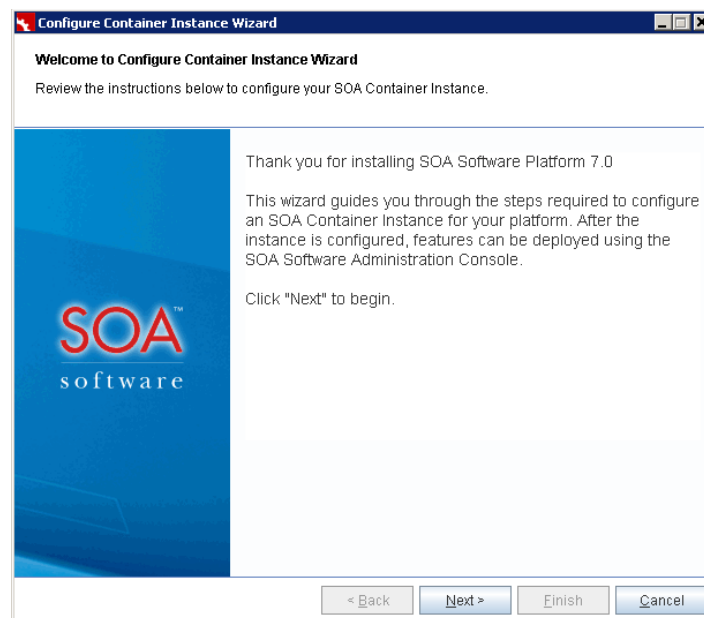 Configure Container Instance Wizard
Welcome to Configure Container Instance Wizard
Review the instructions below to configure your SOA Container Instance.
Thank you for installing SOA Software Platform 7.0
This wizard guides you through the steps required to configure
an SOA Container Instance for your platform. After the
instance is configured, features can be deployed using the
SOA Software Administration Console.
Click "Next" to begin.
SOA™
software
< Back
Next >
Finish
Cancel